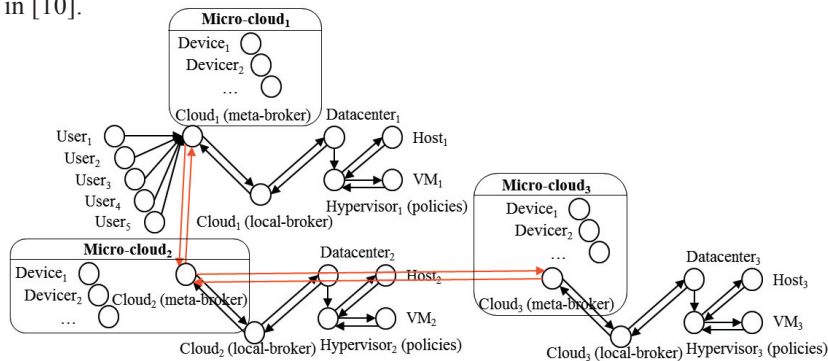 in [10].
Micro-cloud1
Device1
Devicer2
...
Cloud1 (meta-broker)
Datacenter1
User1
User2
User3
User4
User5
Host1
VM1
Cloud1 (local-broker)
Hypervisor1 (policies)
Micro-cloud3
Device1
Devicer2
...
Cloud3 (meta-broker)
Micro-cloud2
Device1
Devicer2
...
Cloud2 (meta-broker)
Datacenter2
Host2
VM2
Cloud2 (local-broker)
Hypervisor2 (policies)
Datacenter3
Host3
VM3
Cloud3 (local-broker)
Hypervisor3 (policies)